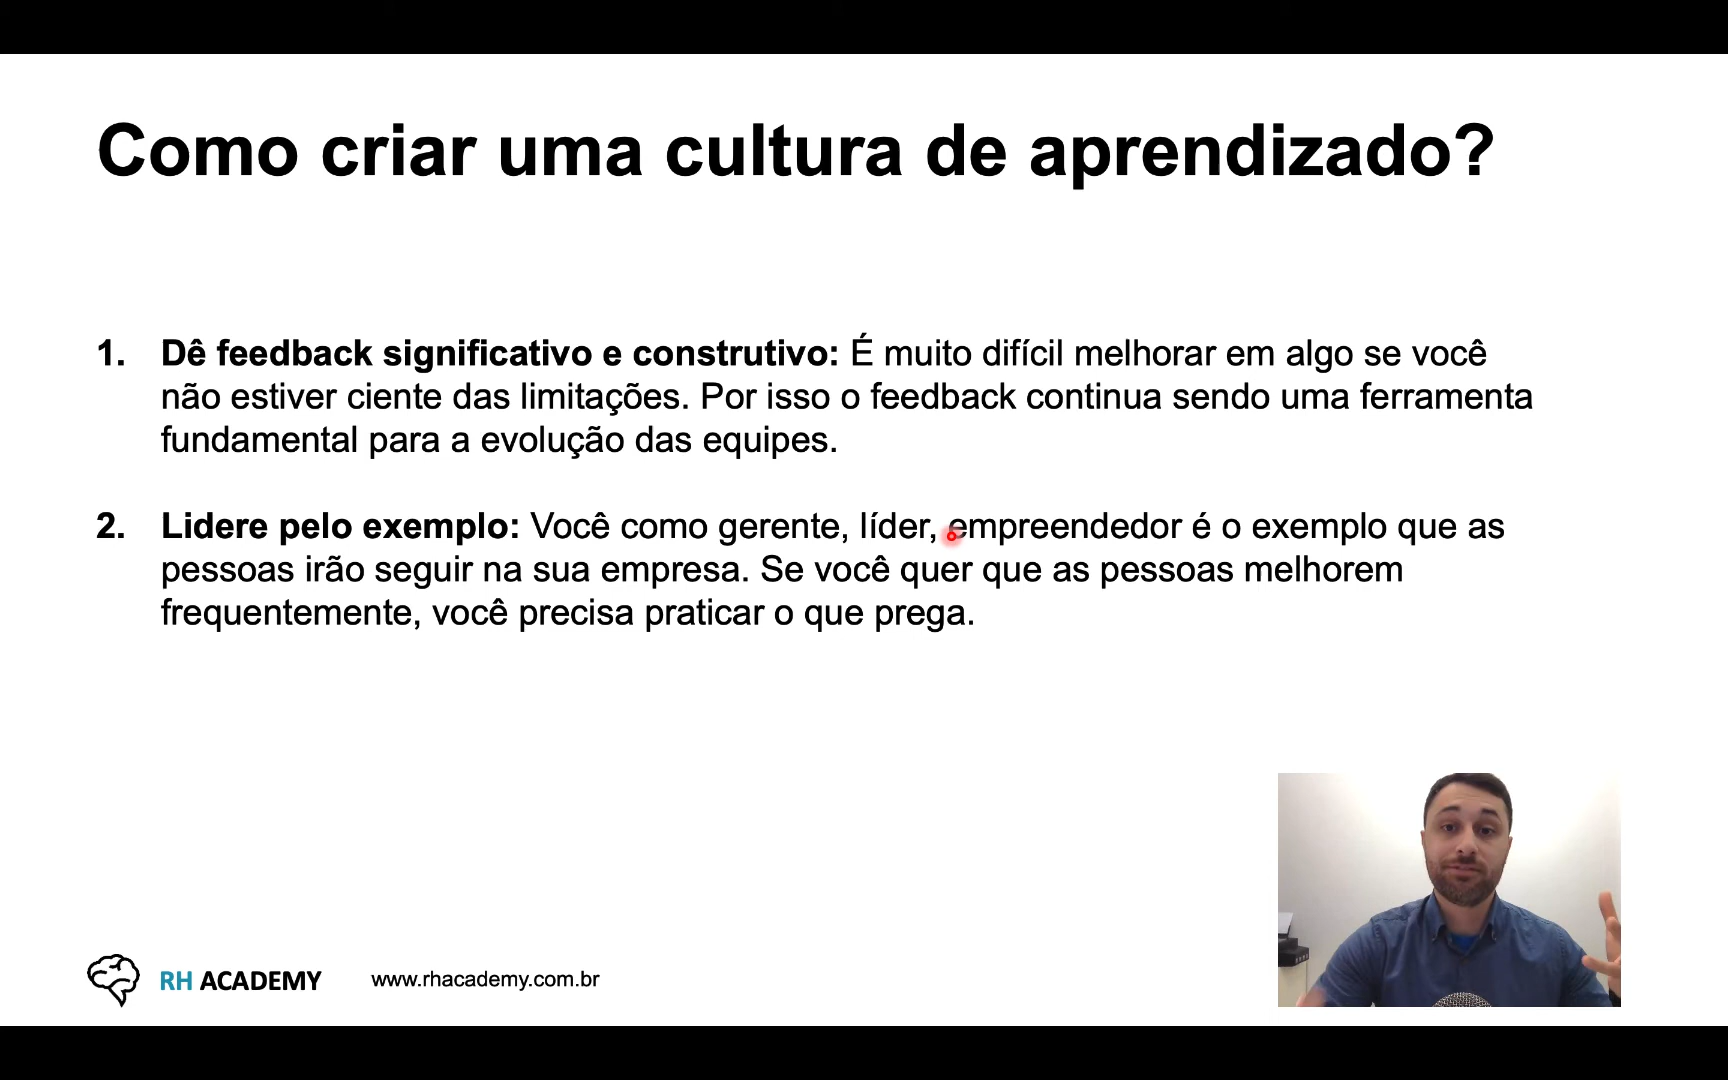 Como criar uma cultura de aprendizado?
1. Dê feedback significativo e construtivo: É muito difícil melhorar em algo se você
não estiver ciente das limitações. Por isso o feedback continua sendo uma ferramenta
fundamental para a evolução das equipes.
2. Lidere pelo exemplo: Você como gerente, líder, empreendedor é o exemplo que as
pessoas irão seguir na sua empresa. Se você quer que as pessoas melhorem
frequentemente, você precisa praticar o que prega.
RH ACADEMY www.rhacademy.com.br